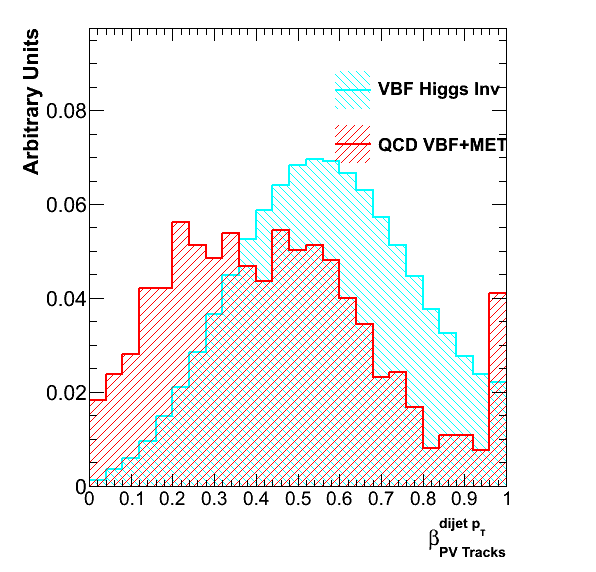 Arbitrary Units
VBF Higgs Inv
QCD VBF+MET
0.08
0.06
0.04
0.02
0
0 0.1 0.2 0.3 0.4 0.5 0.6 0.7 0.8 0.9 1
β dijet p_T
PV Tracks